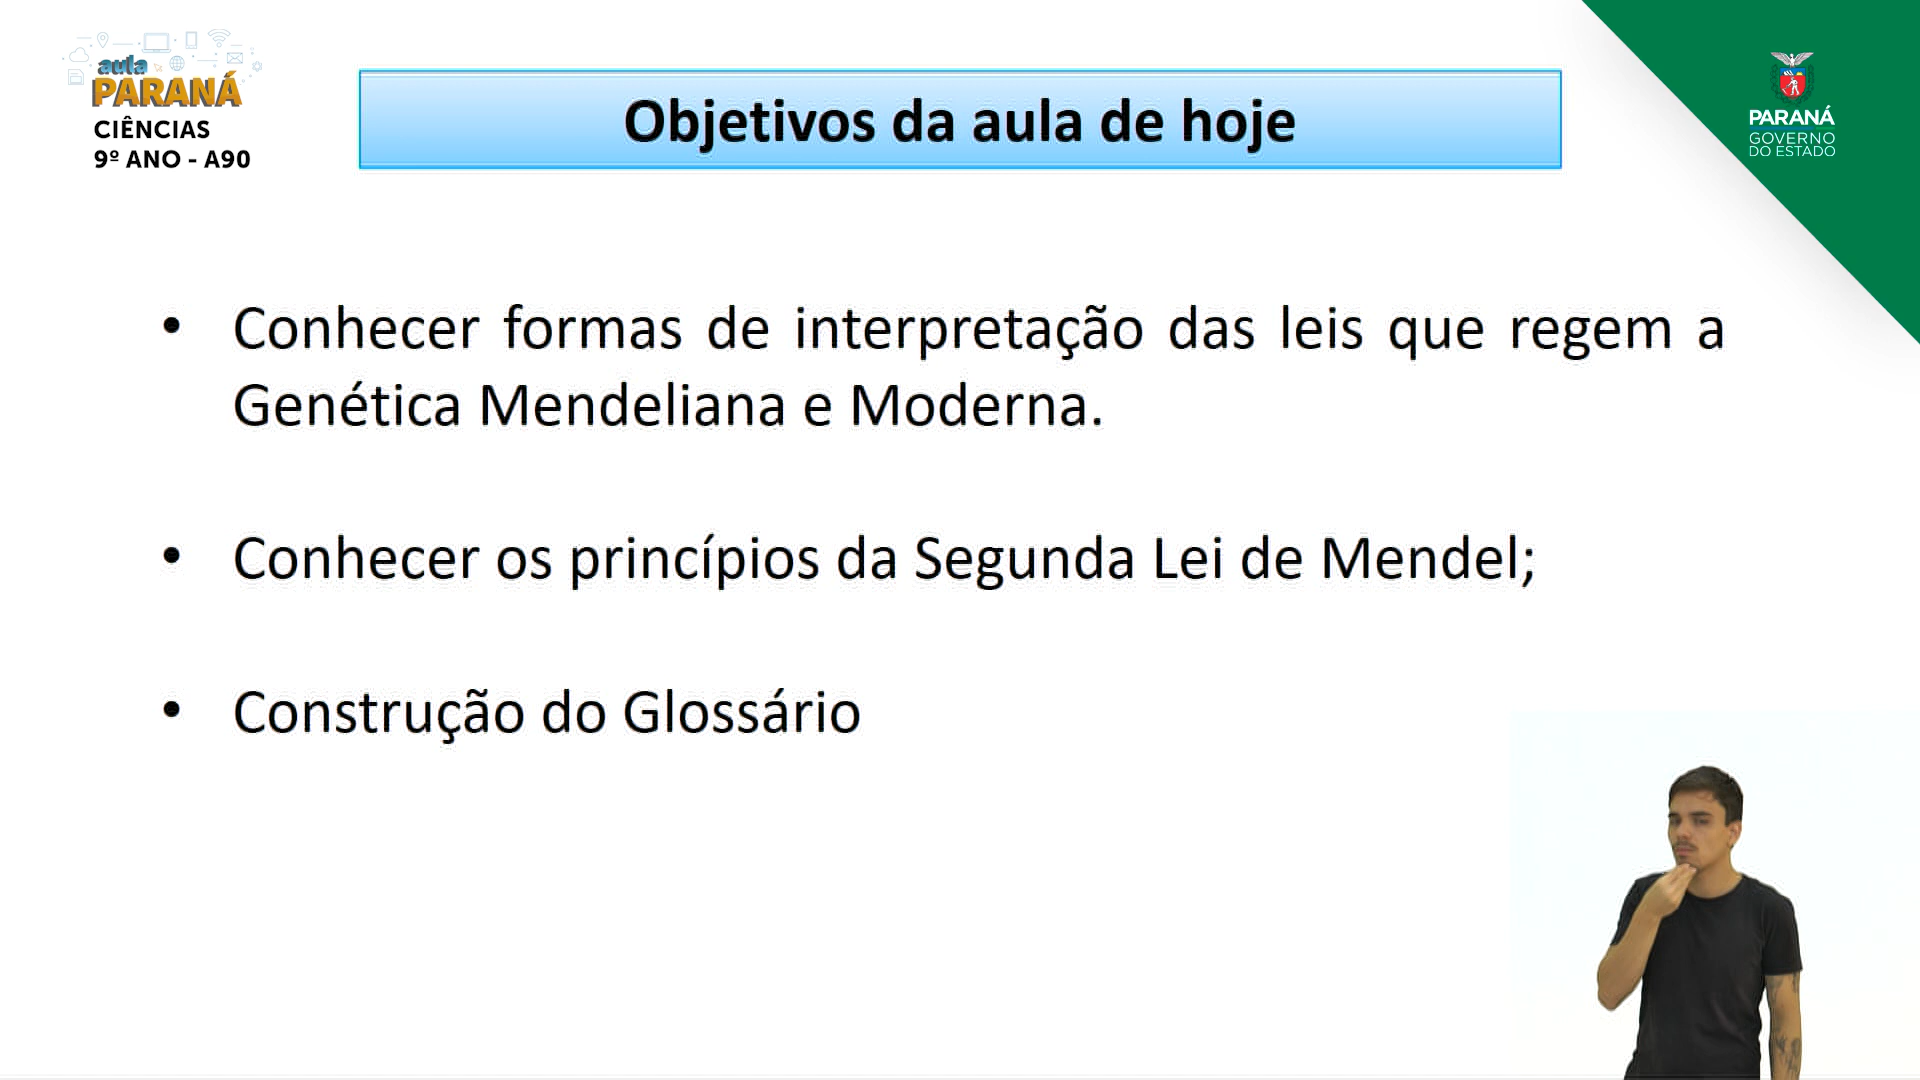 aula
PARANÁ
CIÊNCIAS
9º ANO - A90
Objetivos da aula de hoje
PARANÁ
GOVERNO
DO ESTADO
• Conhecer formas de interpretação das leis que regem a
Genética Mendeliana e Moderna.
• Conhecer os princípios da Segunda Lei de Mendel;
• Construção do Glossário